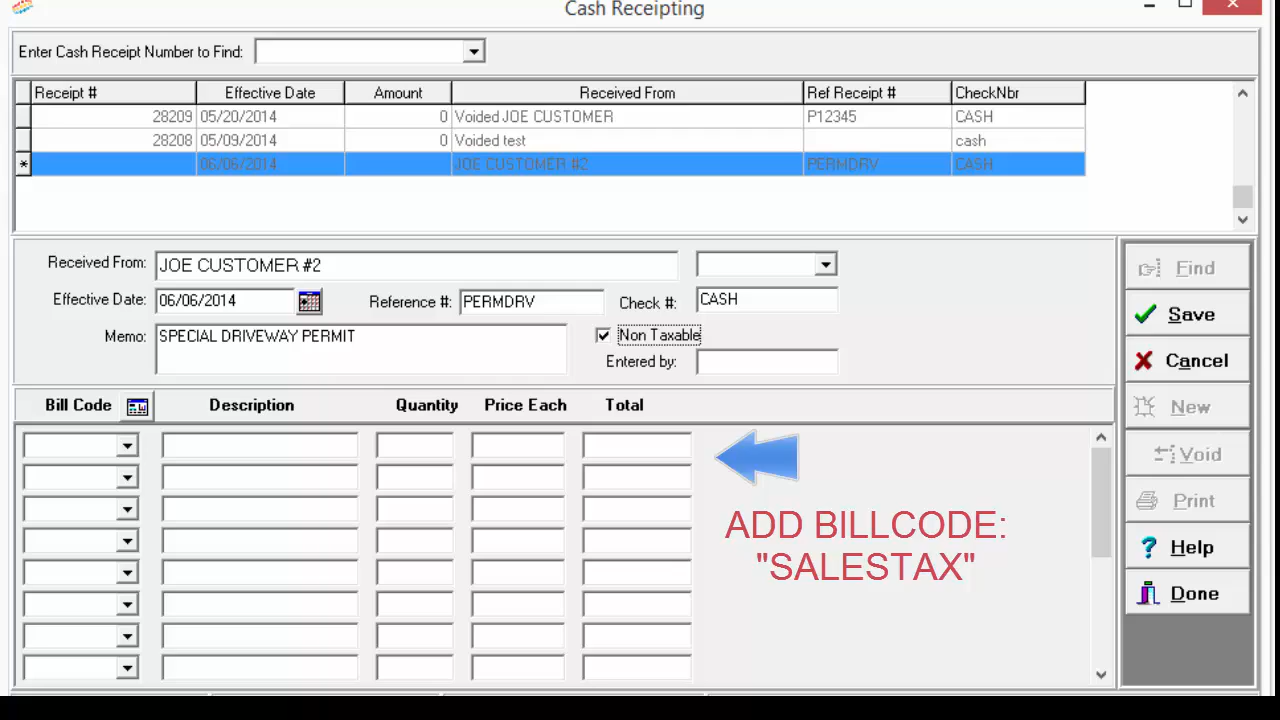 Cash Receipting
Enter Cash Receipt Number to Find:
Receipt # Effective Date Amount Received From Ref Receipt # CheckNbr
28209 05/20/2014 0 Voided JOE CUSTOMER P12345 CASH
28208 05/09/2014 0 Voided test cash
* 06/06/2014 JOE CUSTOMER #2 PERMDRV CASH
Received From: JOE CUSTOMER #2
Effective Date: 06/06/2014 Reference #: PERMDRV Check #: CASH
Memo: SPECIAL DRIVEWAY PERMIT Non Taxable
Entered by:
Bill Code Description Quantity Price Each Total
ADD BILLCODE:
"SALESTAX"
Find
Save
Cancel
New
Void
Print
Help
Done